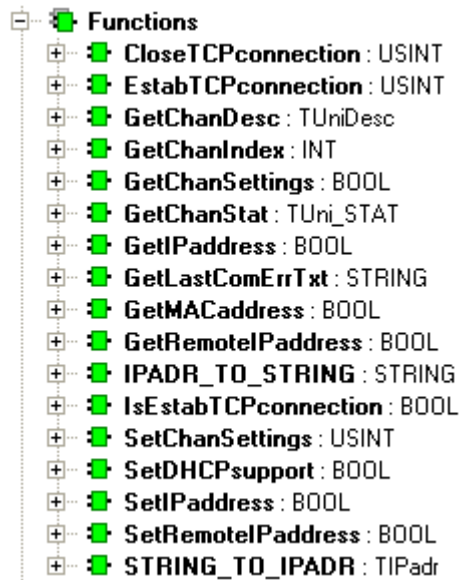 Functions
CloseTCPconnection : USINT
EstabTCPconnection : USINT
GetChanDesc : TUniDesc
GetChanIndex : INT
GetChanSettings : BOOL
GetChanStat : TUni_STAT
GetIPaddress : BOOL
GetLastComErrTxt : STRING
GetMACaddress : BOOL
GetRemoteIPaddress : BOOL
IPADR_TO_STRING : STRING
IsEstabTCPconnection : BOOL
SetChanSettings : USINT
SetDHCPsupport : BOOL
SetIPaddress : BOOL
SetRemoteIPaddress : BOOL
STRING_TO_IPADR : TIPadr